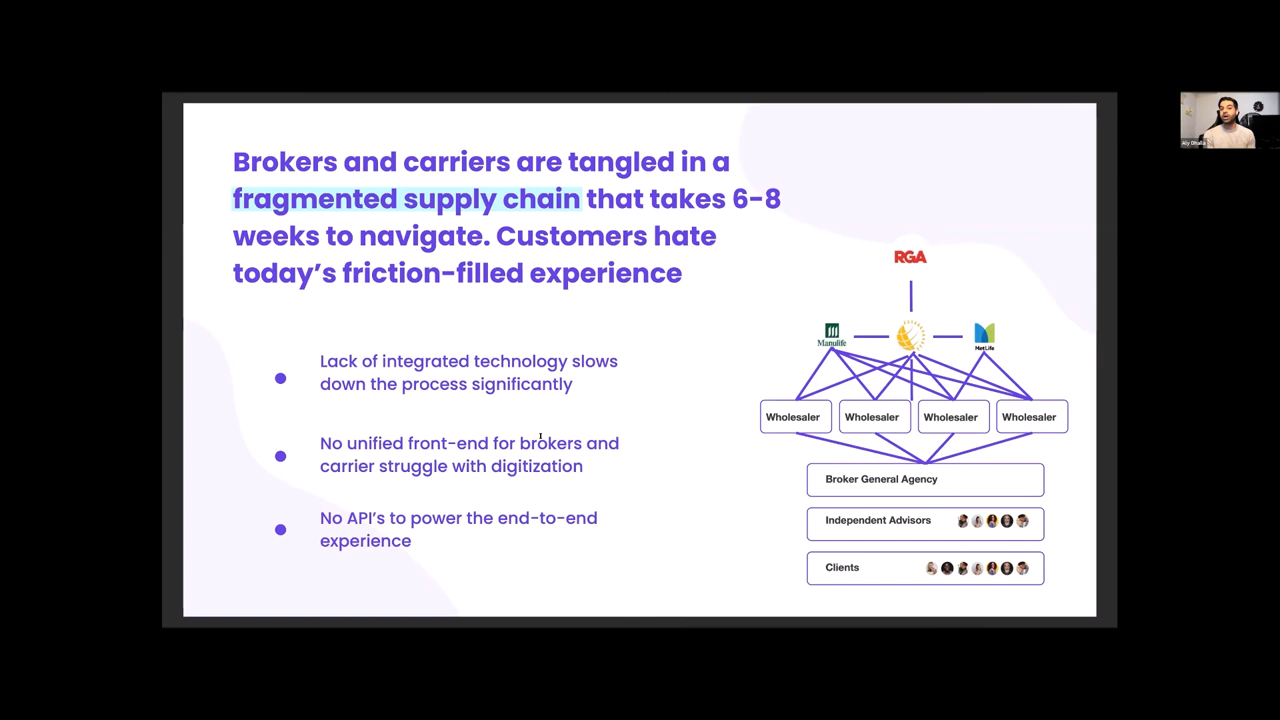 Brokers and carriers are tangled in a
fragmented supply chain that takes 6-8
weeks to navigate. Customers hate
today’s friction-filled experience
Lack of integrated technology slows
down the process significantly
No unified front-end for brokers and
carrier struggle with digitization
No API’s to power the end-to-end
experience
RGA
Manulife
MetLife
Wholesaler
Wholesaler
Wholesaler
Wholesaler
Broker General Agency
Independent Advisors
Clients
Aly Dhalla